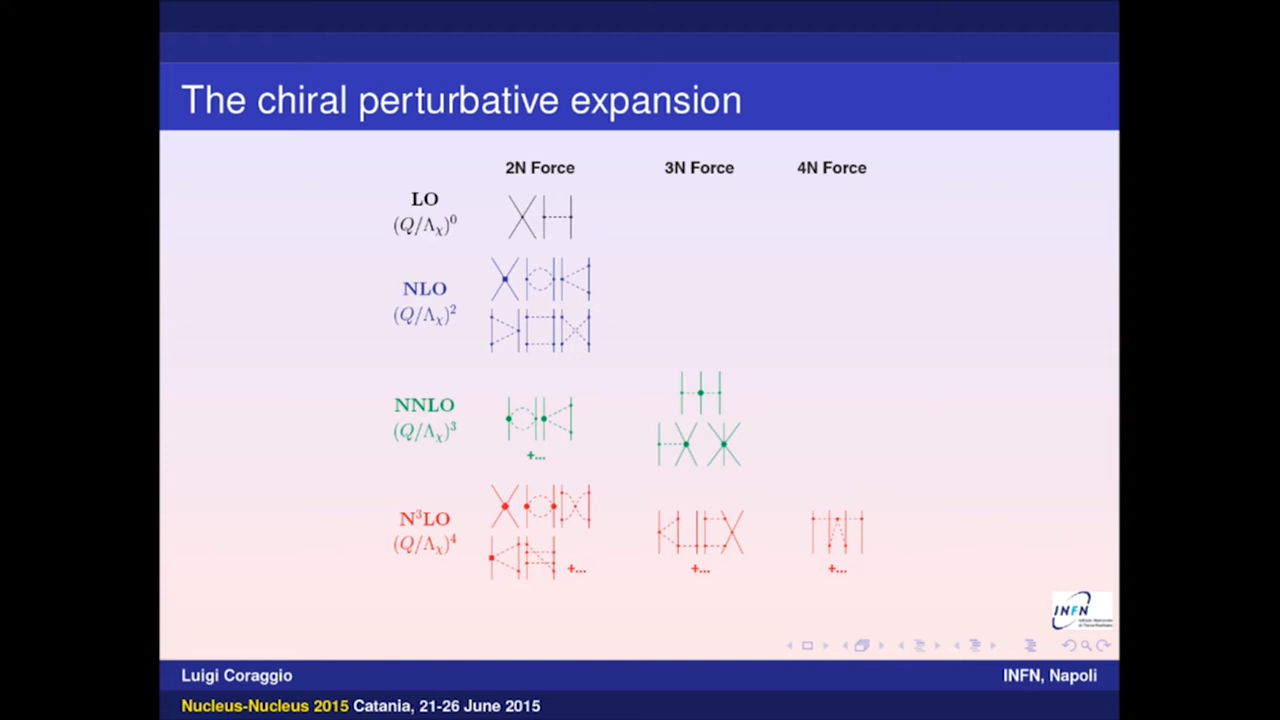 The chiral perturbative expansion
2N Force 3N Force 4N Force
LO
(Q/Λχ)⁰
NLO
(Q/Λχ)²
NNLO
(Q/Λχ)³
+...
N³LO
(Q/Λχ)⁴
+... +... +...
INFN
Luigi Coraggio INFN, Napoli
Nucleus-Nucleus 2015 Catania, 21-26 June 2015